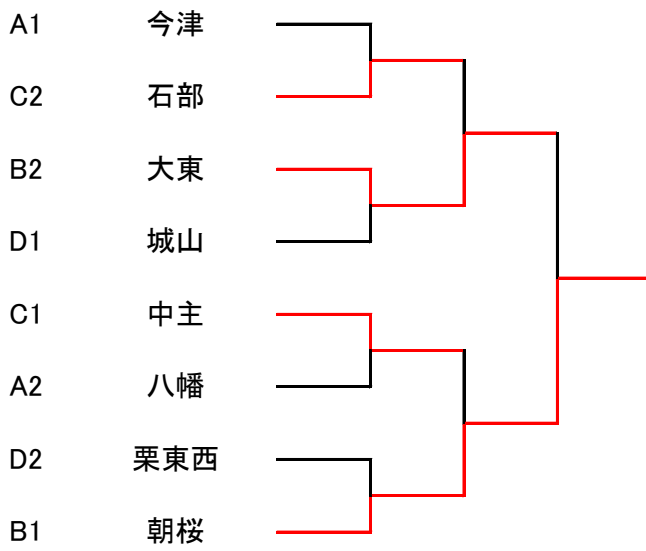 A1 今津
C2 石部
B2 大東
D1 城山
C1 中主
A2 八幡
D2 栗東西
B1 朝桜